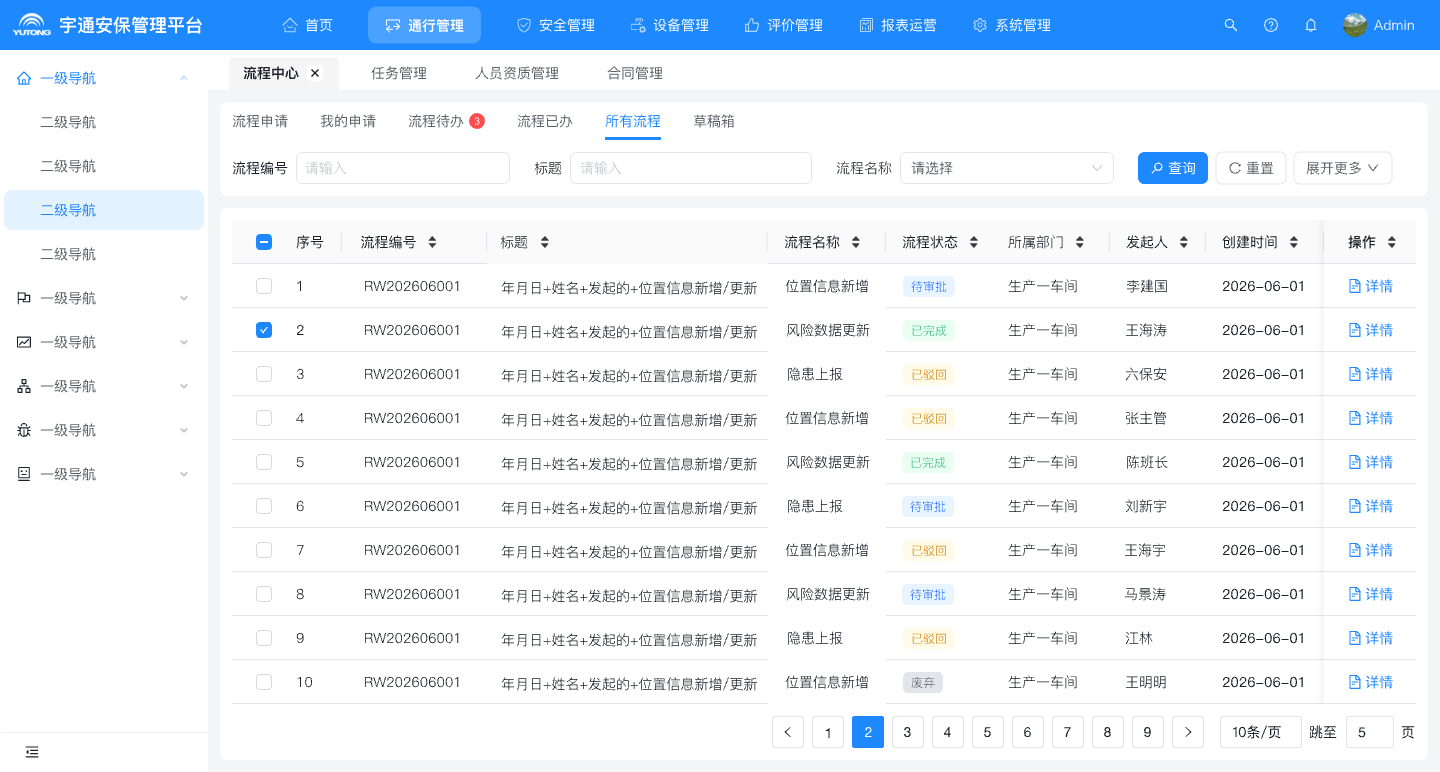 YUTONG 宇通安保管理平台 首页 通行管理 安全管理 设备管理 评价管理 报表运营 系统管理 Admin
流程中心 任务管理 人员资质管理 合同管理
一级导航
二级导航
二级导航
二级导航
二级导航
一级导航
一级导航
一级导航
一级导航
一级导航
流程申请 我的申请 流程待办 3 流程已办 所有流程 草稿箱
流程编号 请输入 标题 请输入 流程名称 请选择 查询 重置 展开更多
序号 流程编号 标题 流程名称 流程状态 所属部门 发起人 创建时间 操作
1 RW202606001 年月日+姓名+发起的+位置信息新增/更新 位置信息新增 待审批 生产一车间 李建国 2026-06-01 详情
2 RW202606001 年月日+姓名+发起的+位置信息新增/更新 风险数据更新 已完成 生产一车间 王海涛 2026-06-01 详情
3 RW202606001 年月日+姓名+发起的+位置信息新增/更新 隐患上报 已驳回 生产一车间 六保安 2026-06-01 详情
4 RW202606001 年月日+姓名+发起的+位置信息新增/更新 位置信息新增 已驳回 生产一车间 张主管 2026-06-01 详情
5 RW202606001 年月日+姓名+发起的+位置信息新增/更新 风险数据更新 已完成 生产一车间 陈班长 2026-06-01 详情
6 RW202606001 年月日+姓名+发起的+位置信息新增/更新 隐患上报 待审批 生产一车间 刘新宇 2026-06-01 详情
7 RW202606001 年月日+姓名+发起的+位置信息新增/更新 位置信息新增 已驳回 生产一车间 王海宇 2026-06-01 详情
8 RW202606001 年月日+姓名+发起的+位置信息新增/更新 风险数据更新 待审批 生产一车间 马景涛 2026-06-01 详情
9 RW202606001 年月日+姓名+发起的+位置信息新增/更新 隐患上报 已驳回 生产一车间 江林 2026-06-01 详情
10 RW202606001 年月日+姓名+发起的+位置信息新增/更新 位置信息新增 废弃 生产一车间 王明明 2026-06-01 详情
1 2 3 4 5 6 7 8 9 10条/页 跳至 5 页